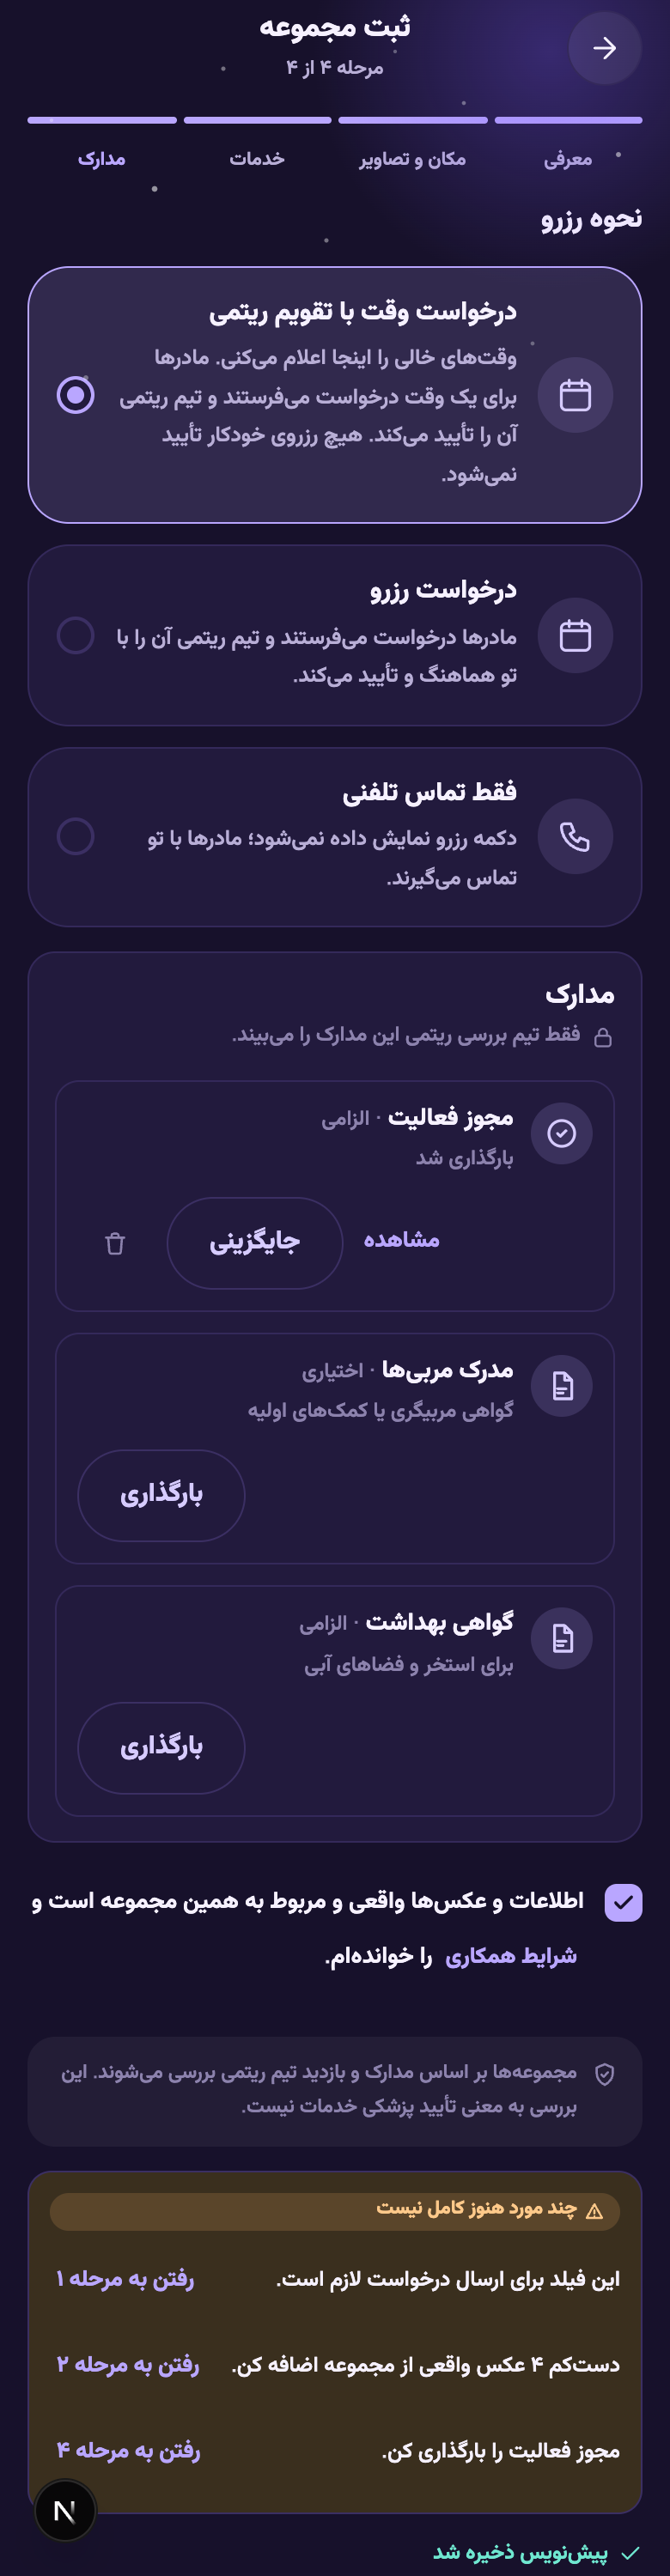 ثبت مجموعه
مرحله ۴ از ۴
معرفی
مکان و تصاویر
خدمات
مدارک
نحوه رزرو
درخواست وقت با تقویم ریتمی
وقت‌های خالی را اینجا اعلام می‌کنی. مادرها
برای یک وقت درخواست می‌فرستند و تیم ریتمی
آن را تأیید می‌کند. هیچ رزروی خودکار تأیید
نمی‌شود.
درخواست رزرو
مادرها درخواست می‌فرستند و تیم ریتمی آن را با
تو هماهنگ و تأیید می‌کند.
فقط تماس تلفنی
دکمه رزرو نمایش داده نمی‌شود؛ مادرها با تو
تماس می‌گیرند.
مدارک
فقط تیم بررسی ریتمی این مدارک را می‌بیند.
مجوز فعالیت · الزامی
بارگذاری شد
مشاهده
جایگزینی
مدرک مربی‌ها · اختیاری
گواهی مربیگری یا کمک‌های اولیه
بارگذاری
گواهی بهداشت · الزامی
برای استخر و فضاهای آبی
بارگذاری
اطلاعات و عکس‌ها واقعی و مربوط به همین مجموعه است و
شرایط همکاری را خوانده‌ام.
مجموعه‌ها بر اساس مدارک و بازدید تیم ریتمی بررسی می‌شوند. این
بررسی به معنی تأیید پزشکی خدمات نیست.
چند مورد هنوز کامل نیست
این فیلد برای ارسال درخواست لازم است. رفتن به مرحله ۱
دست‌کم ۴ عکس واقعی از مجموعه اضافه کن. رفتن به مرحله ۲
مجوز فعالیت را بارگذاری کن. رفتن به مرحله ۴
N
پیش‌نویس ذخیره شد